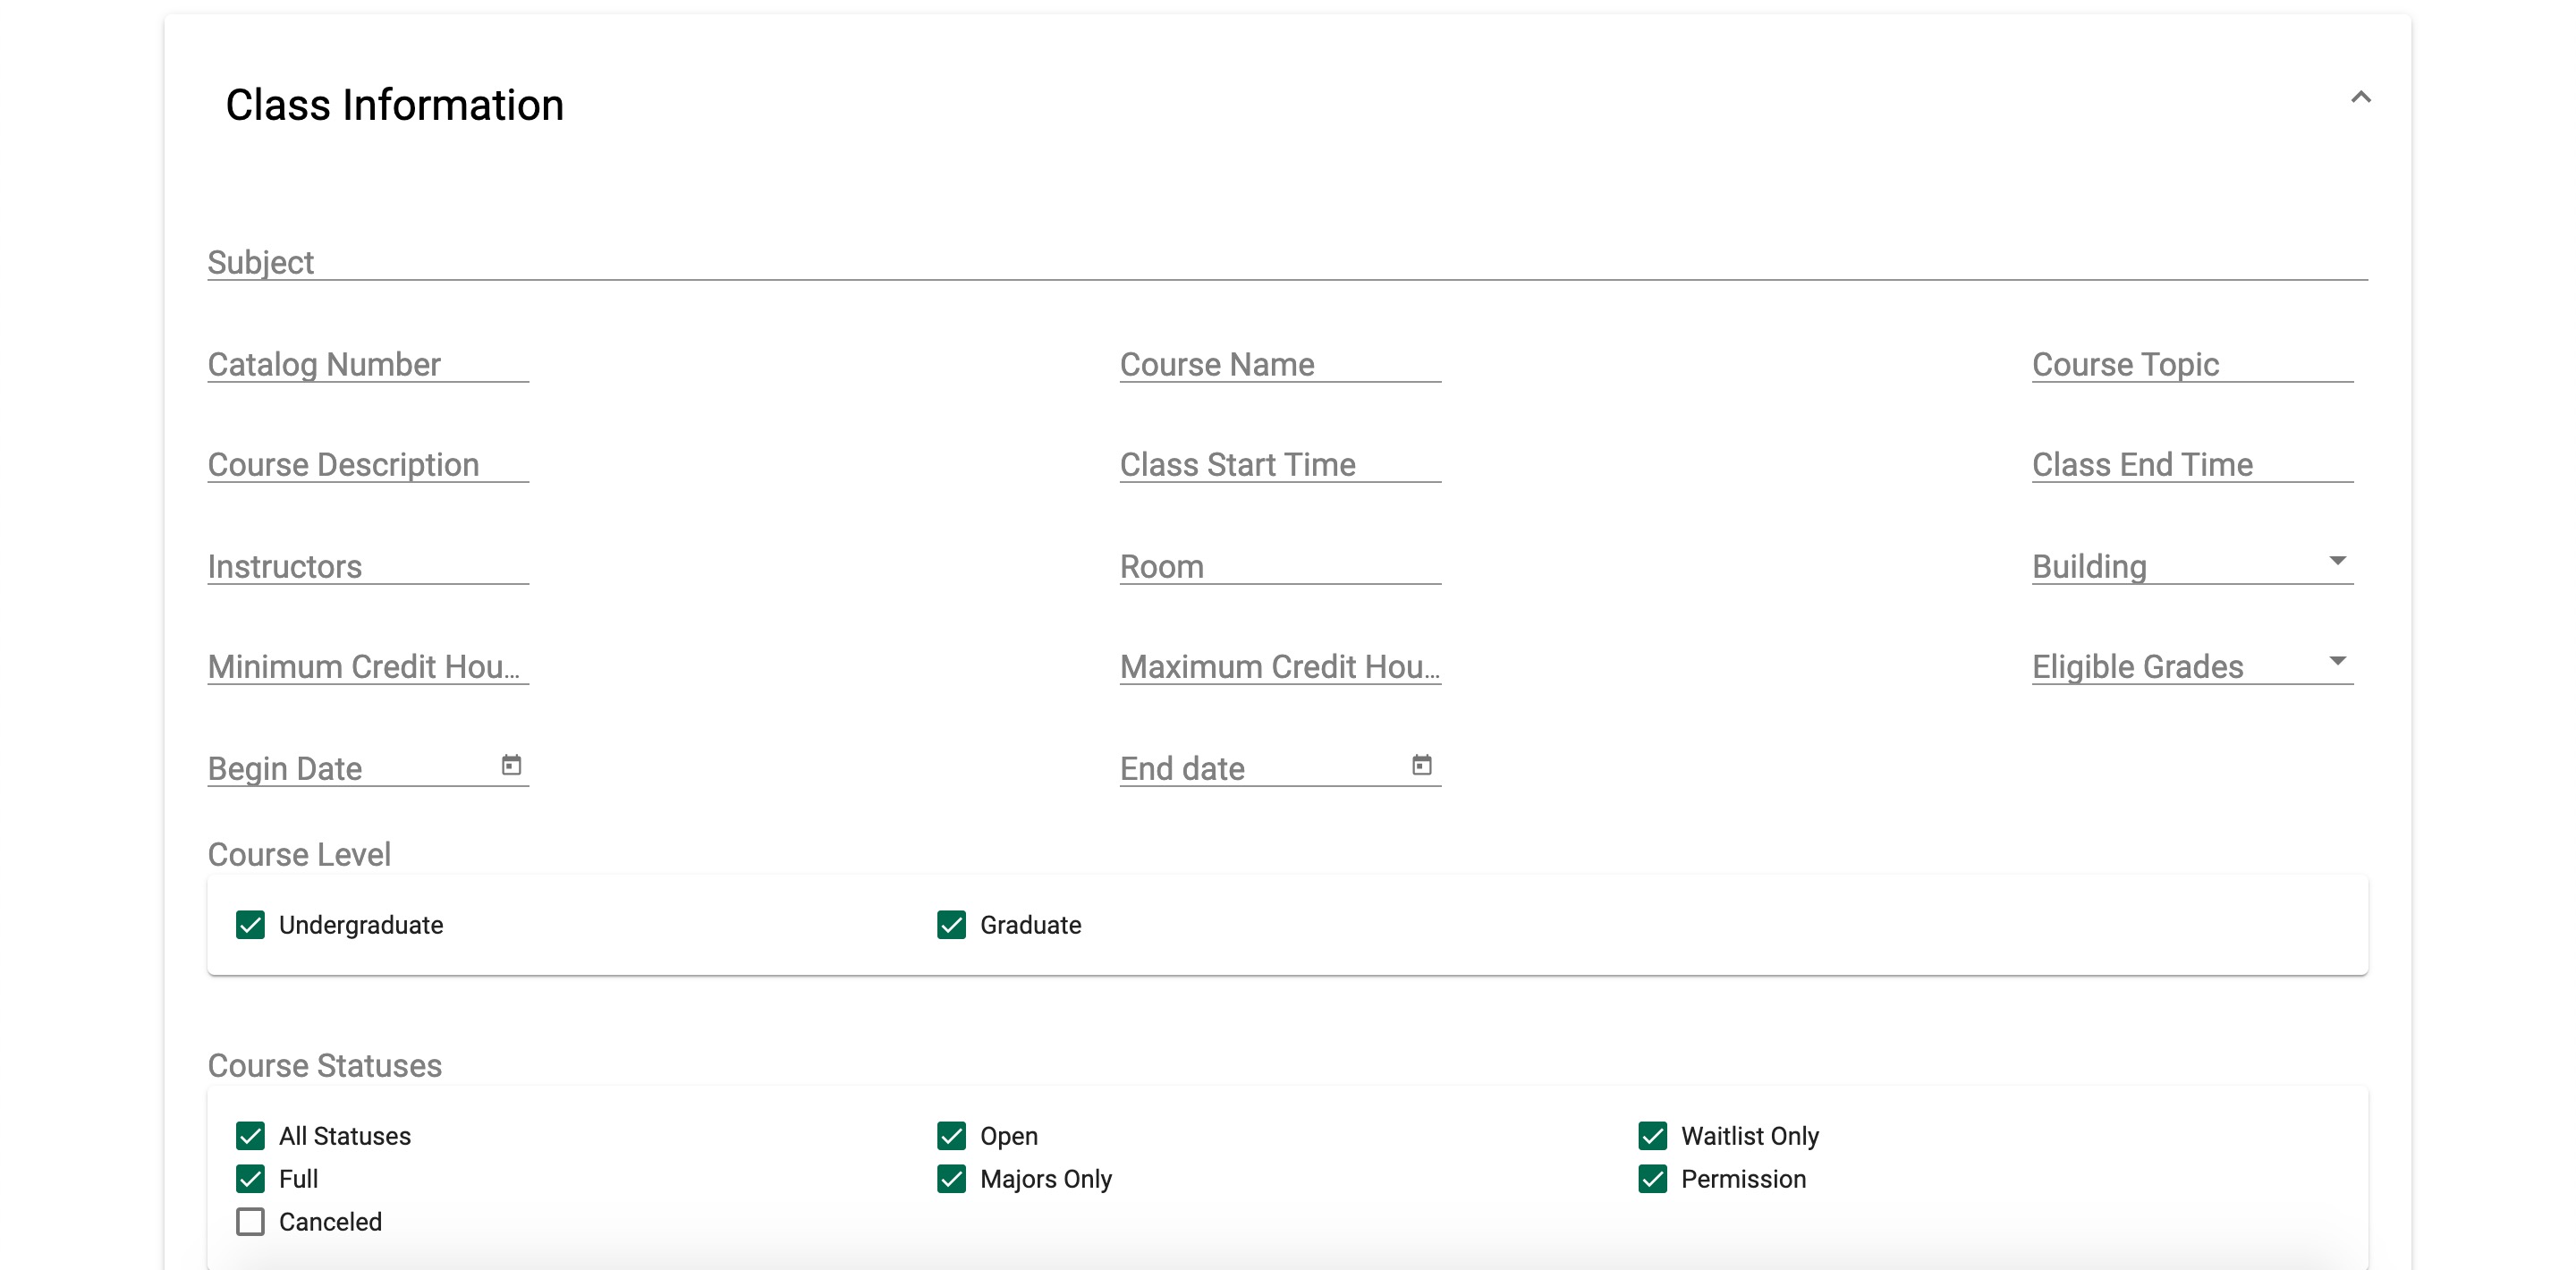 Class Information
Subject
Catalog Number
Course Name
Course Topic
Course Description
Class Start Time
Class End Time
Instructors
Room
Building
Minimum Credit Hou...
Maximum Credit Hou...
Eligible Grades
Begin Date
End date
Course Level
Undergraduate
Graduate
Course Statuses
All Statuses
Open
Waitlist Only
Full
Majors Only
Permission
Canceled